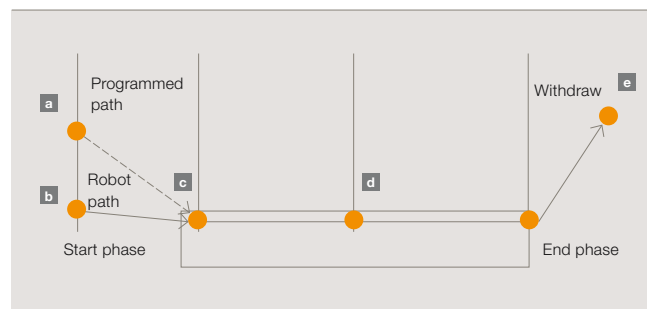 Programmed
path
a
Withdraw
e
Robot
path
b
c
d
Start phase
End phase